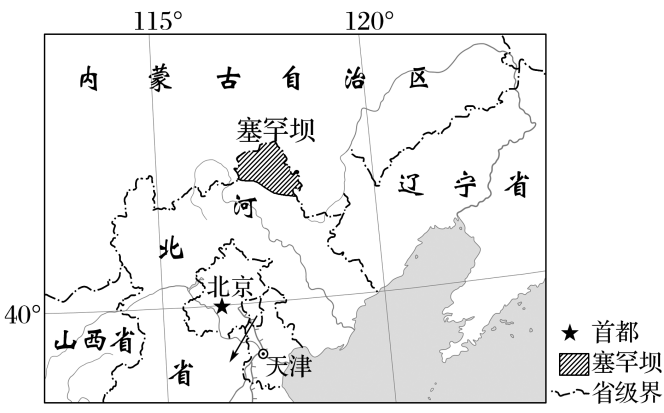 115° 120°
内蒙古自治区
塞罕坝
辽宁省
河
北
北京
40°
山西省
天津
省
★ 首都
塞罕坝
省级界